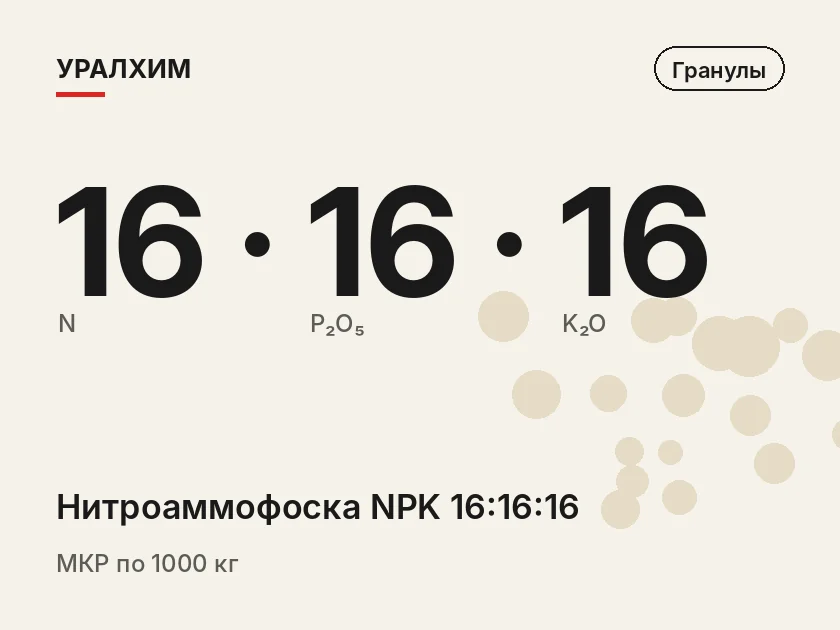 УРАЛХИМ
Гранулы
16 · 16 · 16
N P₂O₅ K₂O
Нитроаммофоска NPK 16:16:16
МКР по 1000 кг